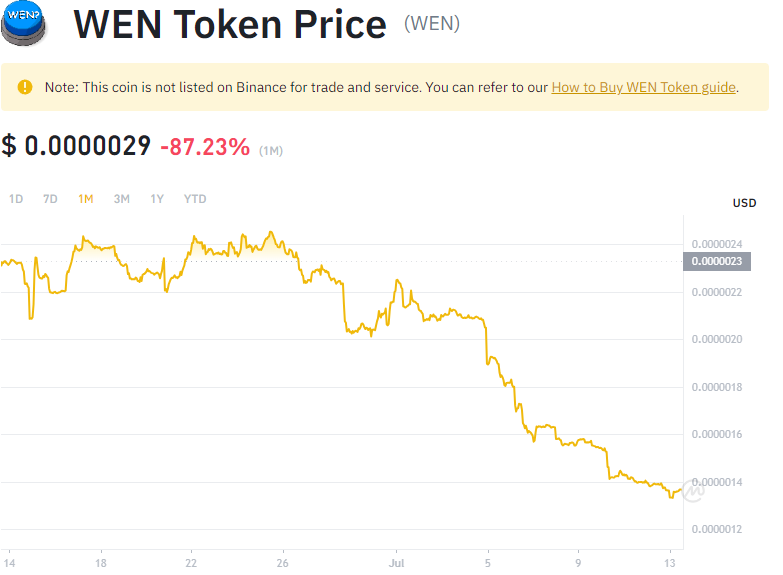 WEN?
WEN Token Price (WEN)
Note: This coin is not listed on Binance for trade and service. You can refer to our How to Buy WEN Token guide.
$ 0.0000029 -87.23% (1M)
1D 7D 1M 3M 1Y YTD
USD
0.0000024
0.0000023
0.0000022
0.0000020
0.0000018
0.0000016
0.0000014
0.0000012
14 18 22 26 Jul 5 9 13